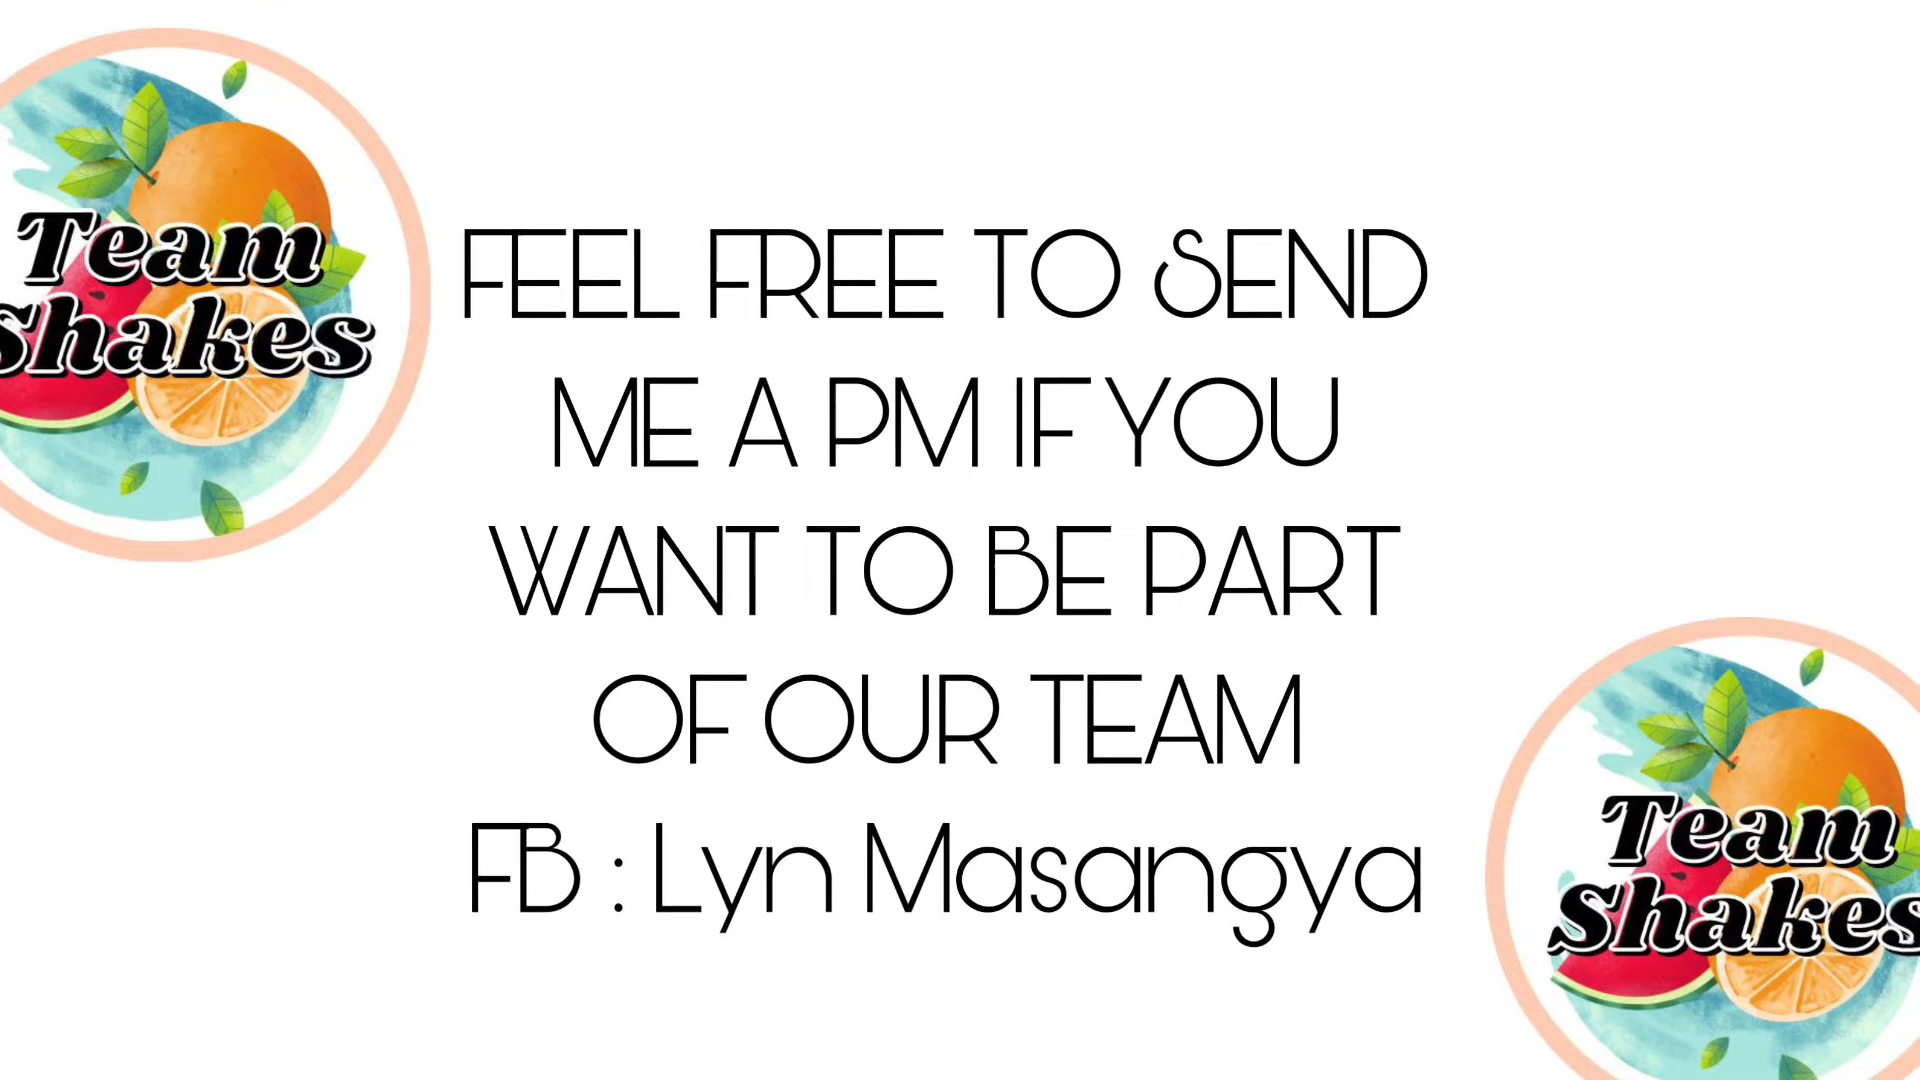 Team
Shakes
FEEL FREE TO SEND
ME A PM IF YOU
WANT TO BE PART
OF OUR TEAM
FB : Lyn Masangya
Team
Shakes